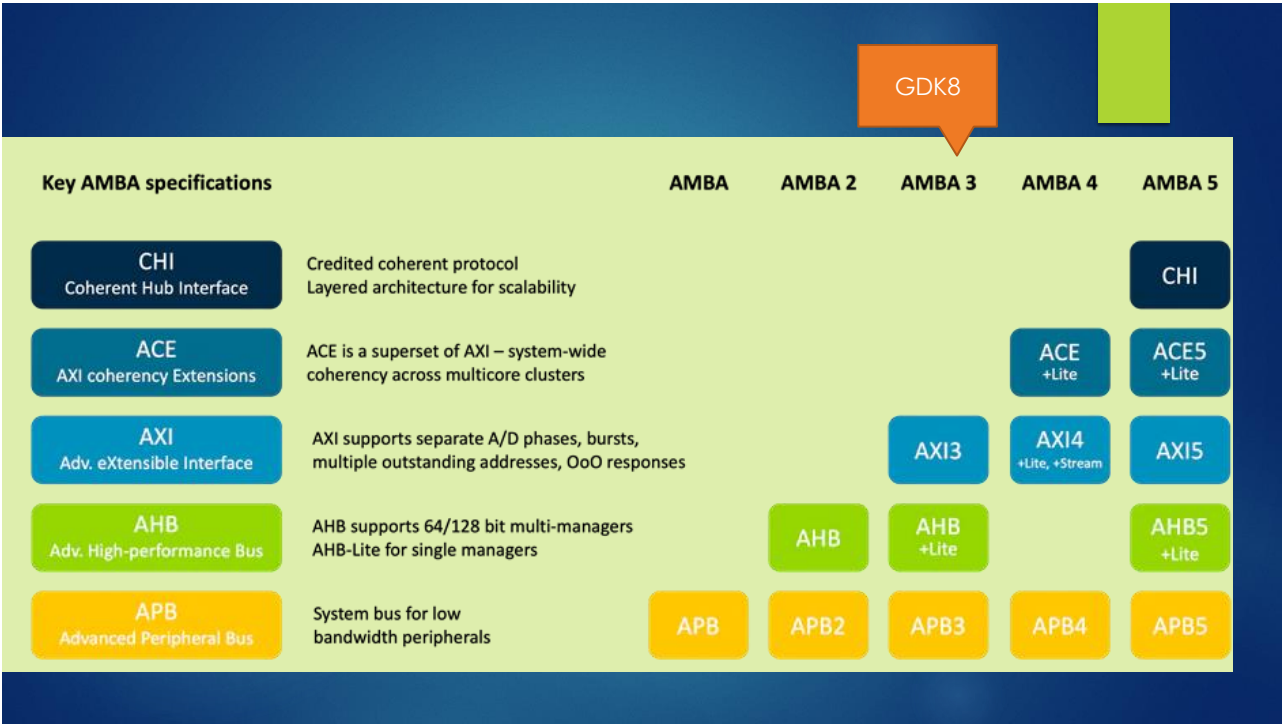 GDK8
Key AMBA specifications
AMBA
AMBA 2
AMBA 3
AMBA 4
AMBA 5
CHI
Coherent Hub Interface
Credited coherent protocol
Layered architecture for scalability
CHI
ACE
AXI coherency Extensions
ACE is a superset of AXI – system-wide
coherency across multicore clusters
ACE
+Lite
ACE5
+Lite
AXI
Adv. eXtensible Interface
AXI supports separate A/D phases, bursts,
multiple outstanding addresses, OoO responses
AXI3
AXI4
+Lite, +Stream
AXI5
AHB
Adv. High-performance Bus
AHB supports 64/128 bit multi-managers
AHB-Lite for single managers
AHB
AHB
+Lite
AHB5
+Lite
APB
Advanced Peripheral Bus
System bus for low
bandwidth peripherals
APB
APB2
APB3
APB4
APB5